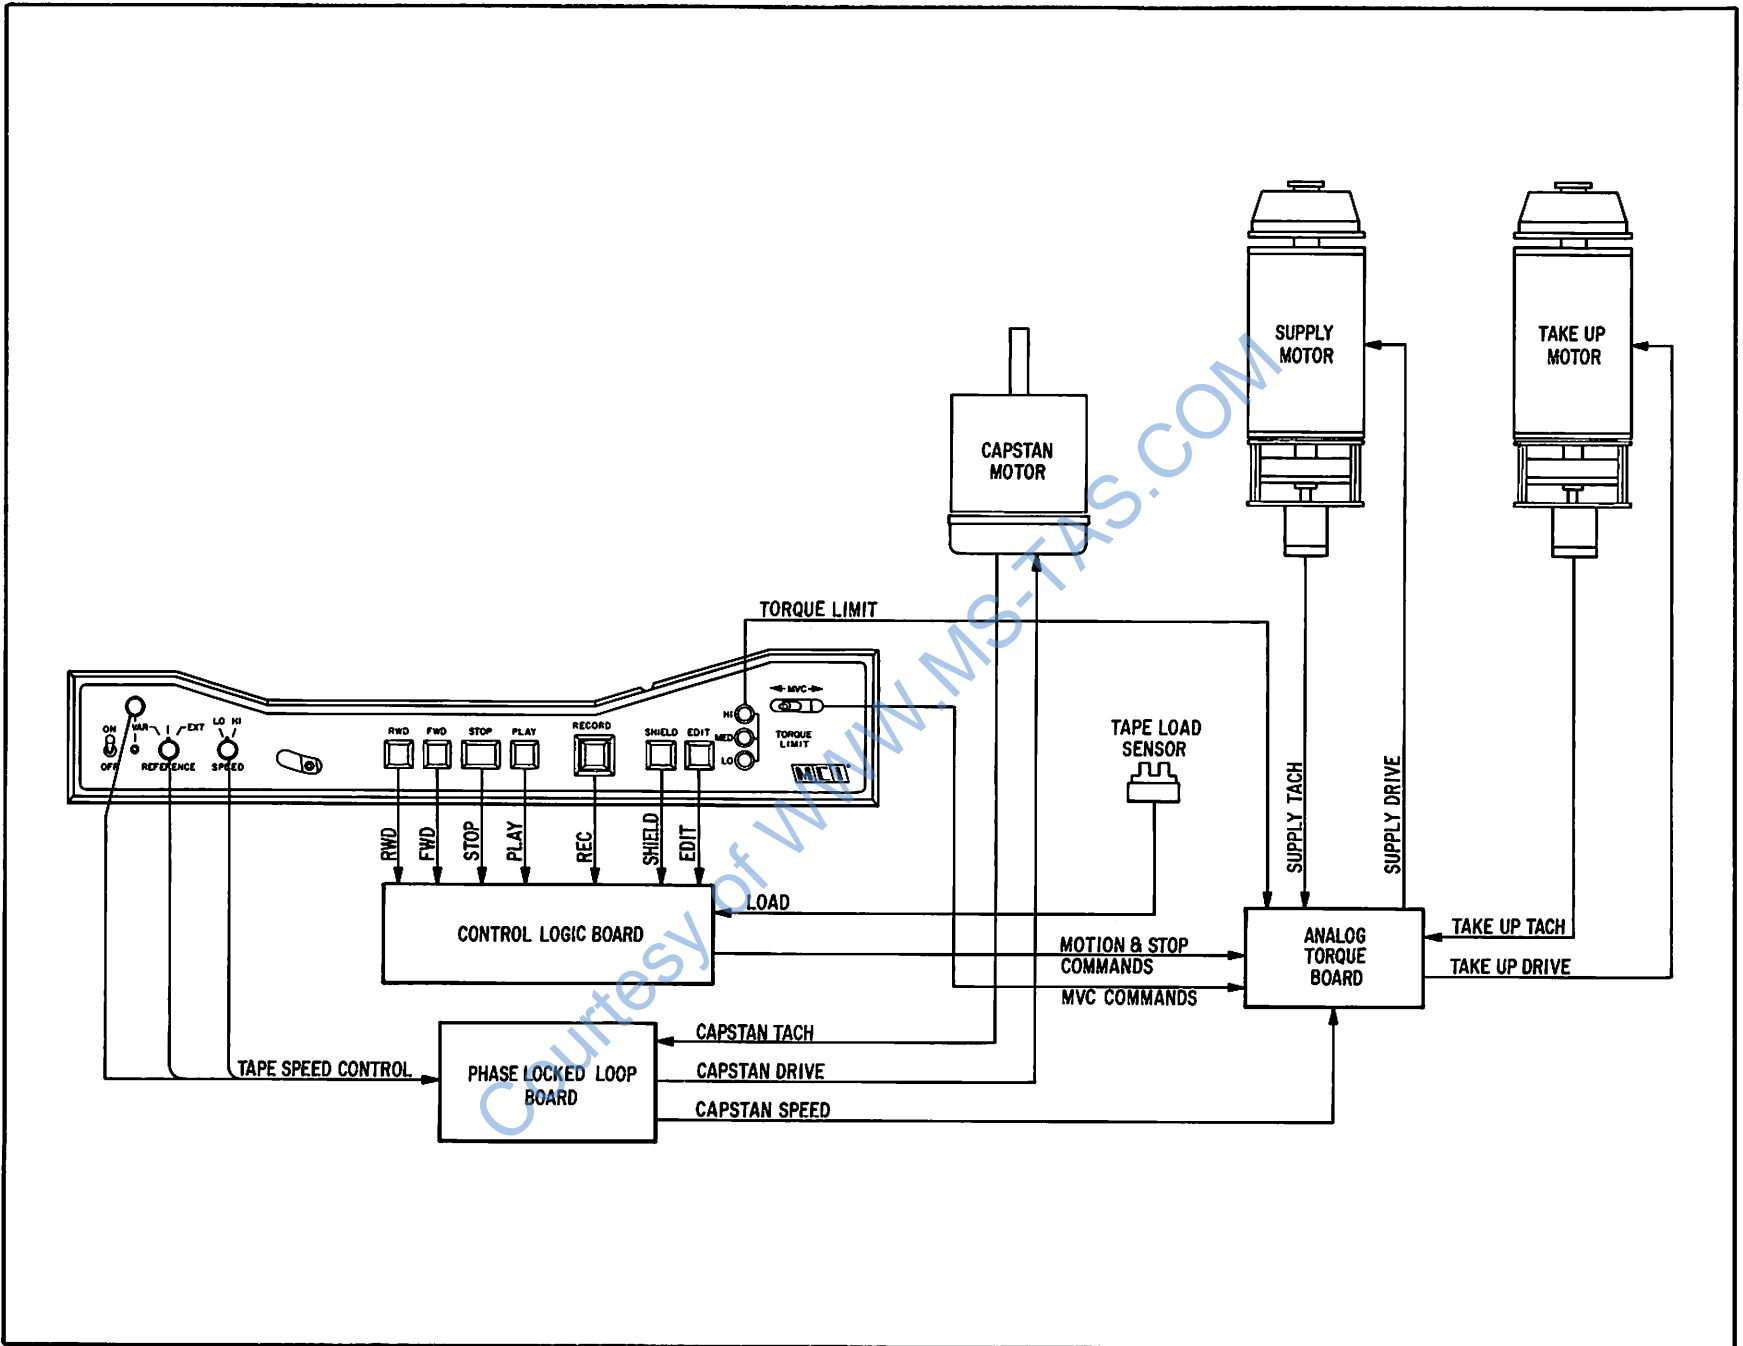 SUPPLY
MOTOR
TAKE UP
MOTOR
CAPSTAN
MOTOR
TORQUE LIMIT
ON
OFF
VAR
EXT
REFERENCE
LO HI
SPEED
RWD
FWD
STOP
PLAY
RECORD
SHIELD
EDIT
HI
MED
LO
TORQUE
LIMIT
MVC
MCI
TAPE LOAD
SENSOR
RWD
FWD
STOP
PLAY
REC
SHIELD
EDIT
SUPPLY TACH
SUPPLY DRIVE
LOAD
CONTROL LOGIC BOARD
MOTION & STOP
COMMANDS
MVC COMMANDS
ANALOG
TORQUE
BOARD
TAKE UP TACH
TAKE UP DRIVE
TAPE SPEED CONTROL
PHASE LOCKED LOOP
BOARD
CAPSTAN TACH
CAPSTAN DRIVE
CAPSTAN SPEED
Courtesy of WWW.MS-TAS.COM